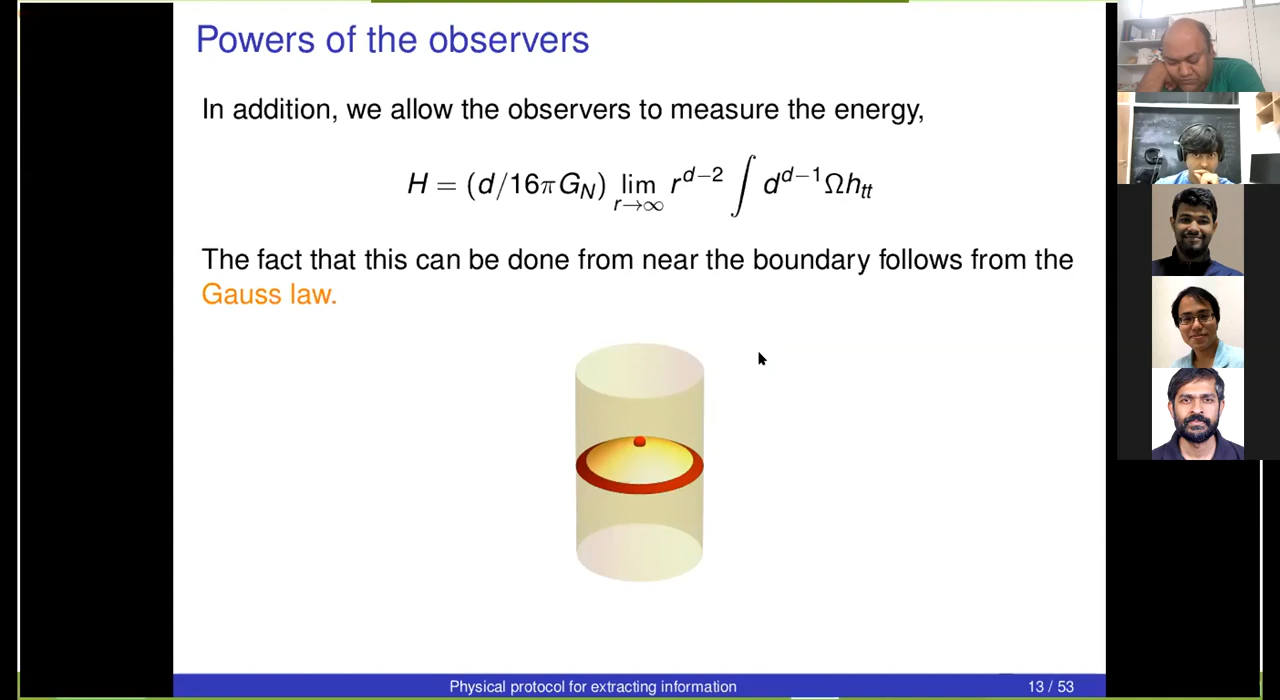 Powers of the observers
In addition, we allow the observers to measure the energy,
H = (d/16πG_N) lim_{r→∞} r^{d−2} ∫ d^{d−1}Ωh_{tt}
The fact that this can be done from near the boundary follows from the
Gauss law.
Physical protocol for extracting information 13 / 53